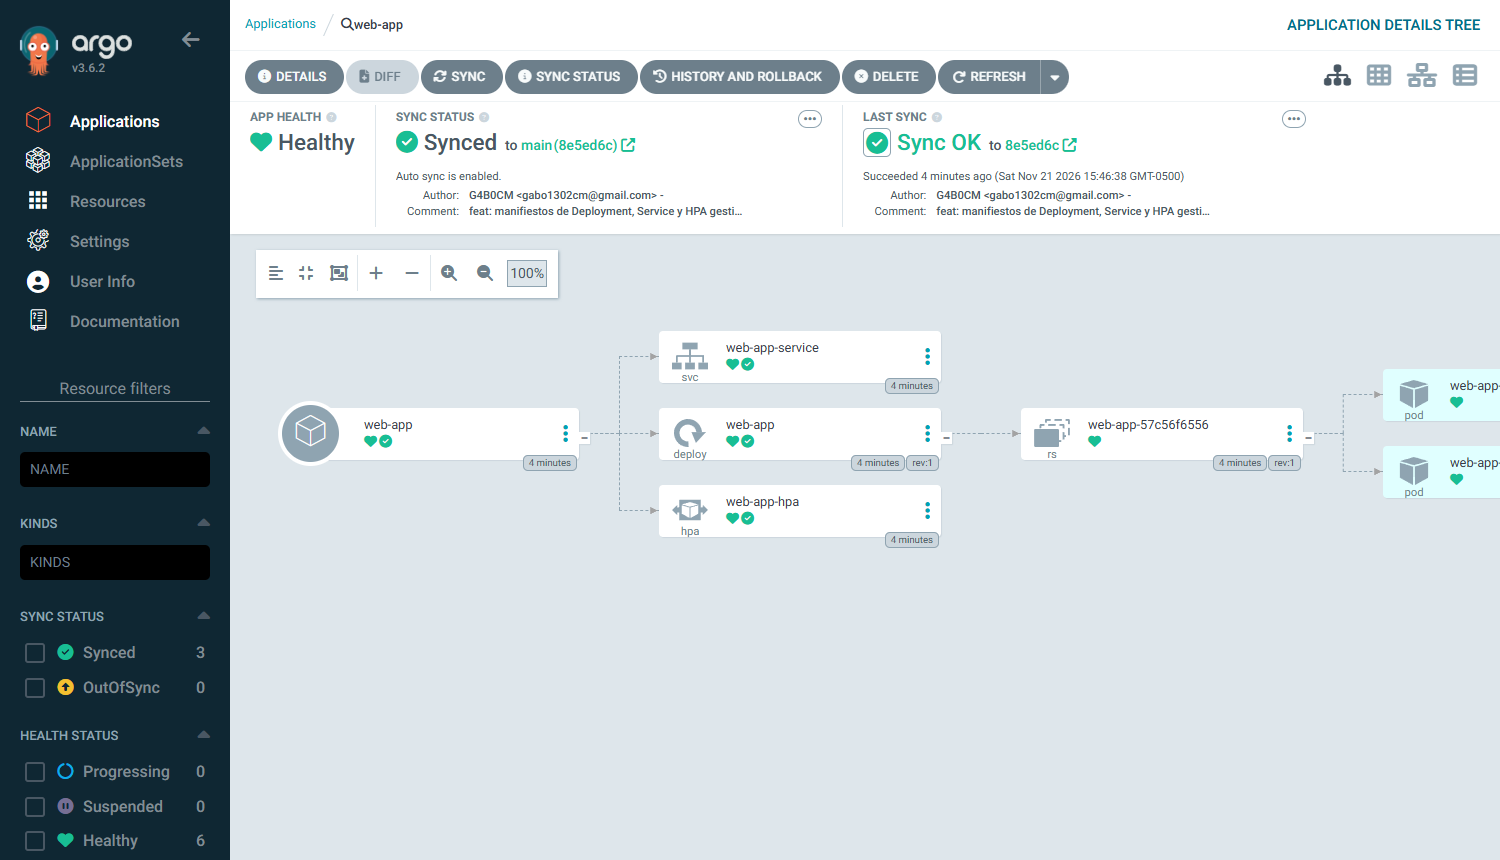 argo
v3.6.2
Applications
ApplicationSets
Resources
Settings
User Info
Documentation
Resource filters
NAME
NAME
KINDS
KINDS
SYNC STATUS
Synced 3
OutOfSync 0
HEALTH STATUS
Progressing 0
Suspended 0
Healthy 6
Applications / web-app
APPLICATION DETAILS TREE
DETAILS DIFF SYNC SYNC STATUS HISTORY AND ROLLBACK DELETE REFRESH
APP HEALTH
Healthy
SYNC STATUS
Synced to main (8e5ed6c)
Auto sync is enabled.
Author: G4B0CM <gabo1302cm@gmail.com> -
Comment: feat: manifiestos de Deployment, Service y HPA gesti...
LAST SYNC
Sync OK to 8e5ed6c
Succeeded 4 minutes ago (Sat Nov 21 2026 15:46:38 GMT-0500)
Author: G4B0CM <gabo1302cm@gmail.com> -
Comment: feat: manifiestos de Deployment, Service y HPA gesti...
100%
web-app
4 minutes
web-app-service
svc
4 minutes
web-app
deploy
4 minutes rev:1
web-app-hpa
hpa
4 minutes
web-app-57c56f6556
rs
4 minutes rev:1
web-app-
pod
web-app-
pod